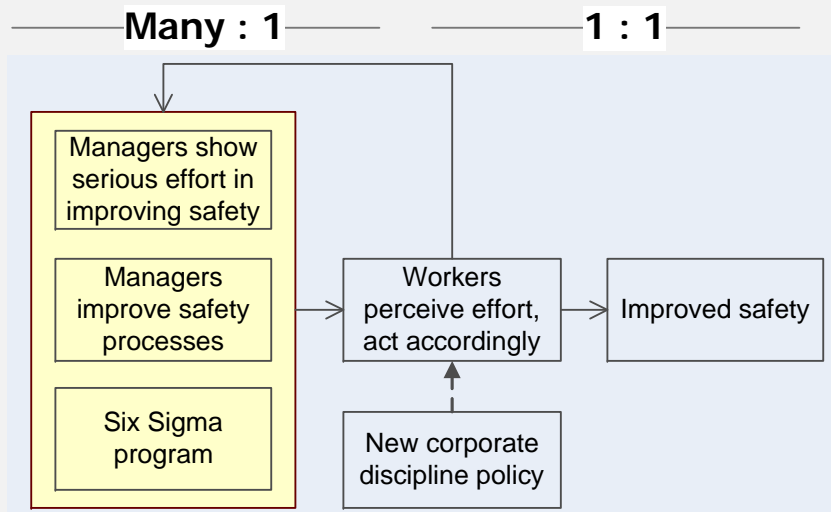 Many : 1
1 : 1
Managers show
serious effort in
improving safety
Managers
improve safety
processes
Six Sigma
program
Workers
perceive effort,
act accordingly
New corporate
discipline policy
Improved safety